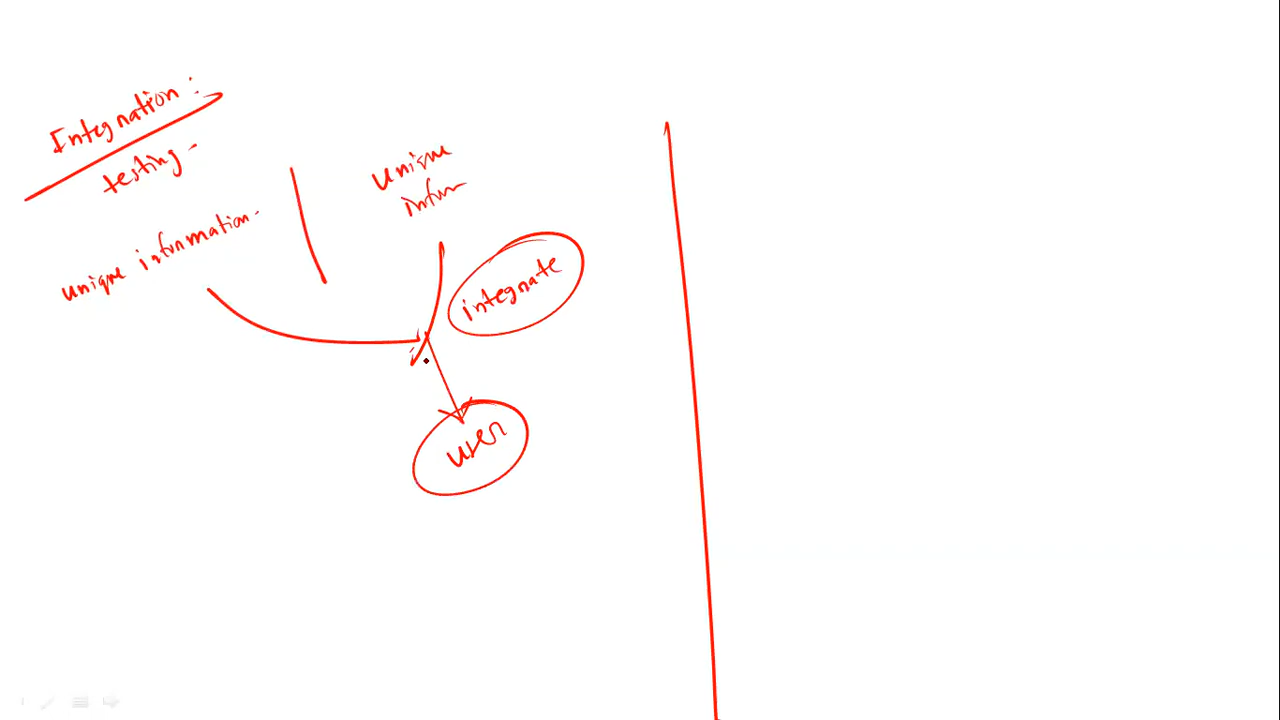 Integration:
testing-
unique information-
unique
infor
integrate
user